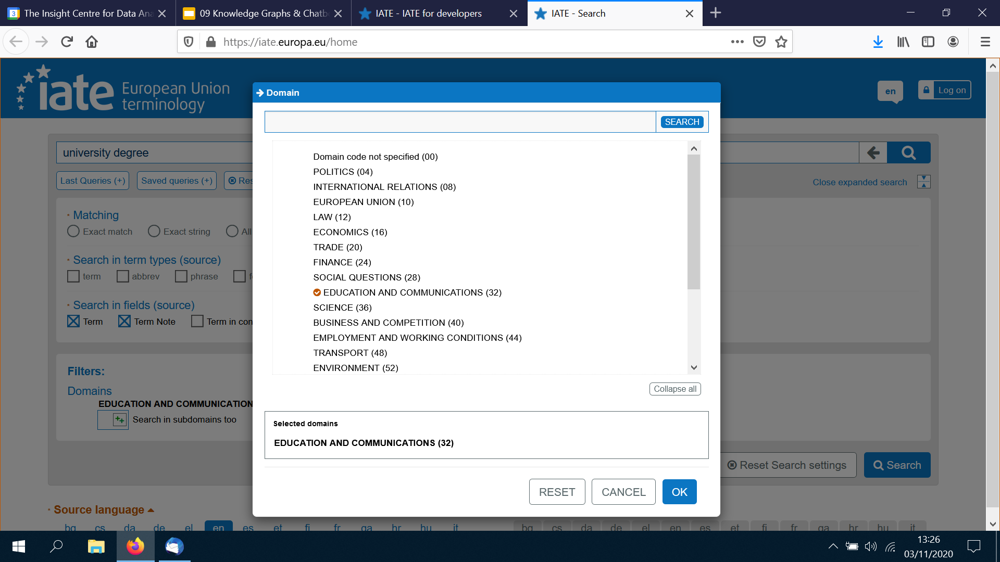 The Insight Centre for Data Ana
09 Knowledge Graphs & Chatb
IATE - IATE for developers
IATE - Search
https://iate.europa.eu/home
iate European Union
terminology
en
Log on
university degree
Last Queries (+)
Saved queries (+)
Res
Close expanded search
* Matching
Exact match
Exact string
All
* Search in term types (source)
term
abbrev
phrase
f
* Search in fields (source)
Term
Term Note
Term in con
Filters:
Domains
EDUCATION AND COMMUNICATION
Search in subdomains too
Domain
SEARCH
Domain code not specified (00)
POLITICS (04)
INTERNATIONAL RELATIONS (08)
EUROPEAN UNION (10)
LAW (12)
ECONOMICS (16)
TRADE (20)
FINANCE (24)
SOCIAL QUESTIONS (28)
EDUCATION AND COMMUNICATIONS (32)
SCIENCE (36)
BUSINESS AND COMPETITION (40)
EMPLOYMENT AND WORKING CONDITIONS (44)
TRANSPORT (48)
ENVIRONMENT (52)
Collapse all
Selected domains
EDUCATION AND COMMUNICATIONS (32)
RESET CANCEL OK
Reset Search settings
Search
* Source language
bg cs da de el en es et fi fr ga hr hu it
bg cs da de el en es et fi fr ga hr hu it
13:26
03/11/2020